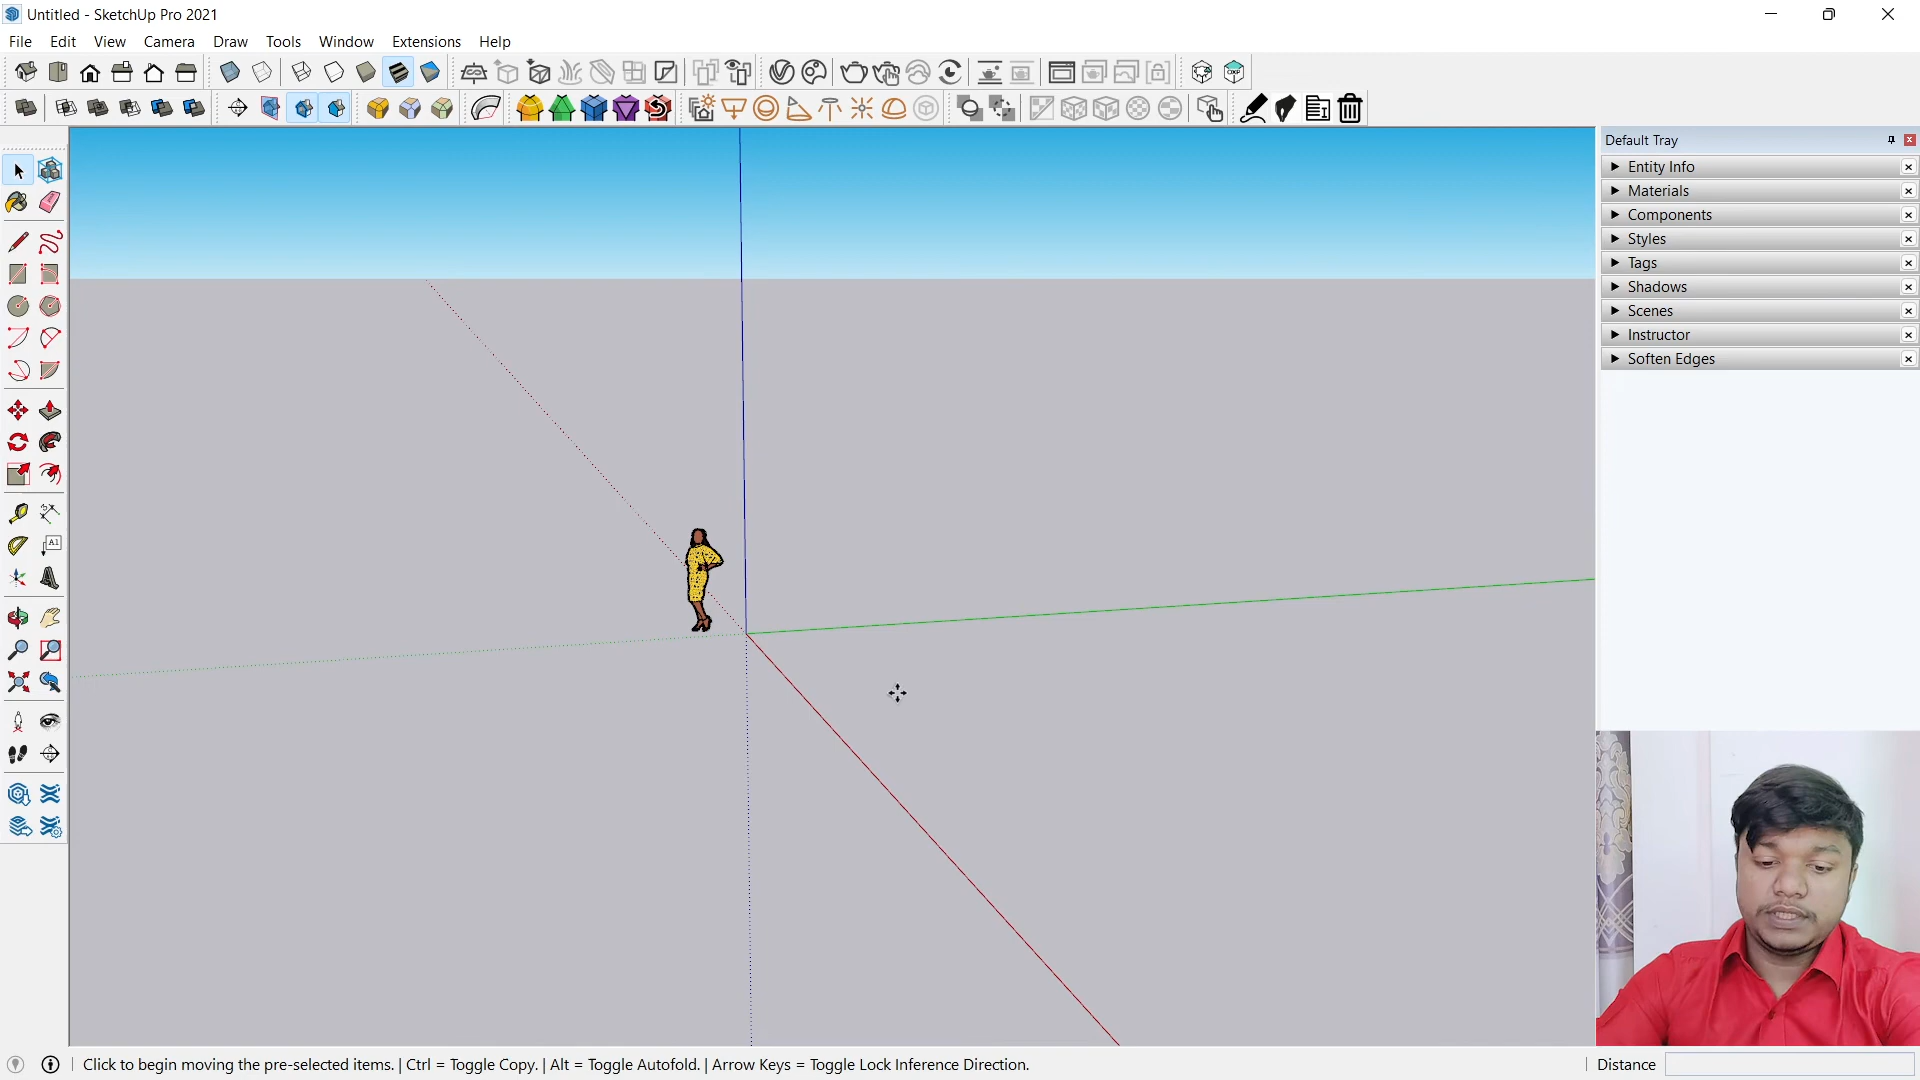 Untitled - SketchUp Pro 2021
File Edit View Camera Draw Tools Window Extensions Help
Default Tray
Entity Info
Materials
Components
Styles
Tags
Shadows
Scenes
Instructor
Soften Edges
A1
Click to begin moving the pre-selected items. | Ctrl = Toggle Copy. | Alt = Toggle Autofold. | Arrow Keys = Toggle Lock Inference Direction.
Distance